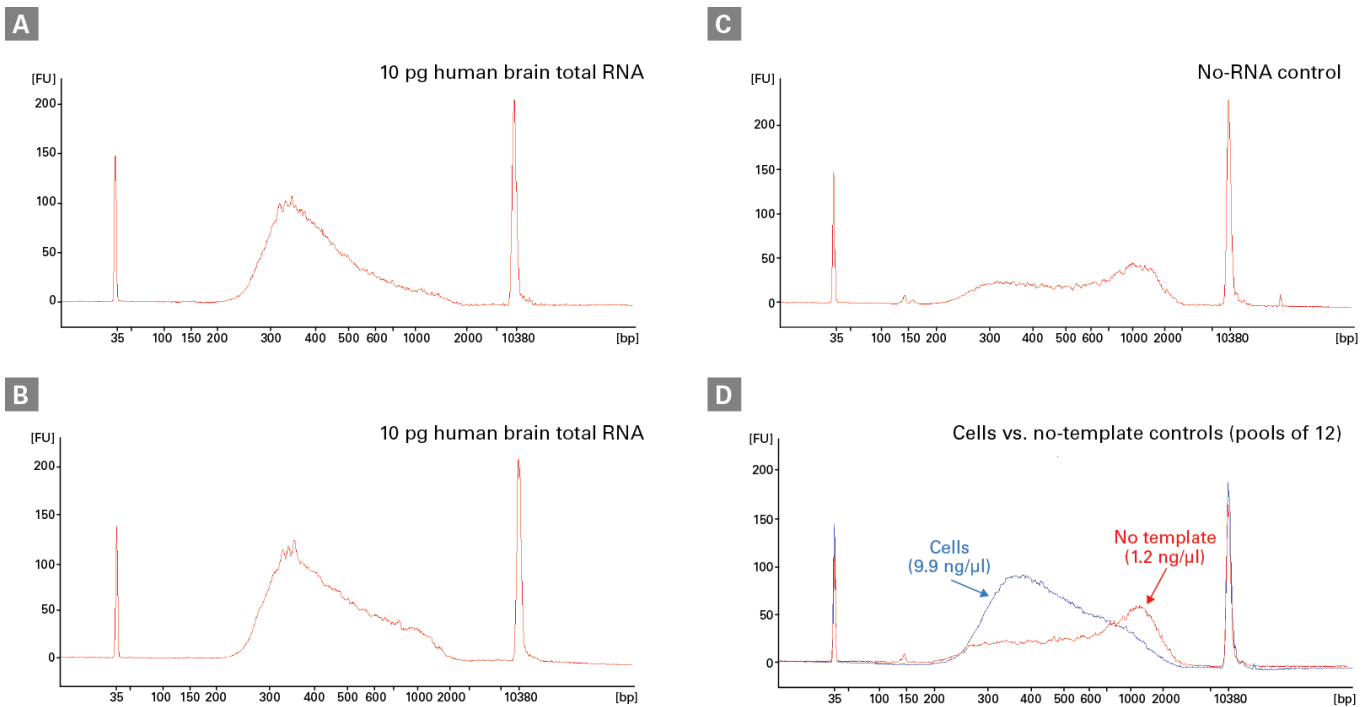 A
10 pg human brain total RNA
[FU]
200
150
100
50
0
35 100 150 200 300 400 500 600 1000 2000 10380 [bp]
B
10 pg human brain total RNA
[FU]
200
150
100
50
0
35 100 150 200 300 400 500 600 1000 2000 10380 [bp]
C
No-RNA control
[FU]
200
150
100
50
0
35 100 150 200 300 400 500 600 1000 2000 10380 [bp]
D
Cells vs. no-template controls (pools of 12)
[FU]
200
150
100
50
0
Cells
(9.9 ng/µl)
No template
(1.2 ng/µl)
35 100 150 200 300 400 500 600 1000 2000 10380 [bp]